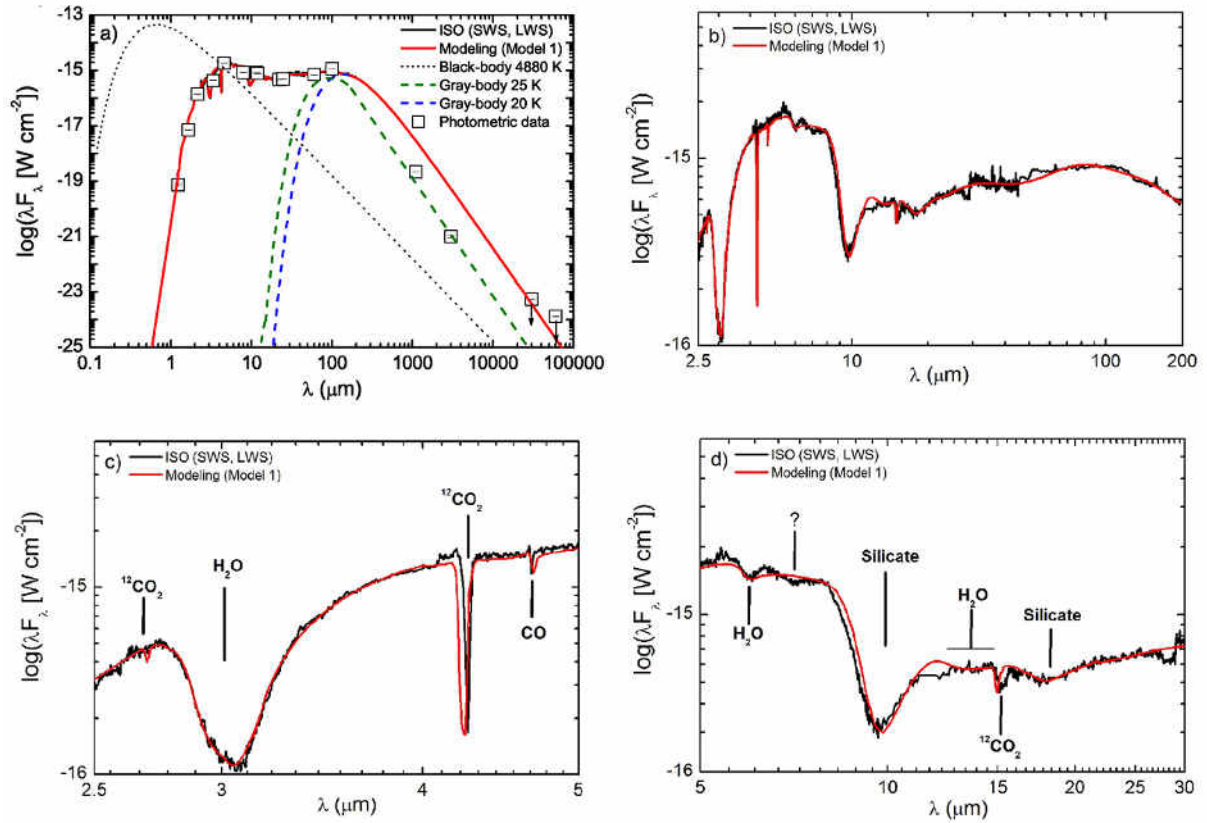 a)
ISO (SWS, LWS)
Modeling (Model 1)
Black-body 4880 K
Gray-body 25 K
Gray-body 20 K
Photometric data
log(λF_λ [W cm⁻²])
-13
-15
-17
-19
-21
-23
-25
0.1 1 10 100 1000 10000 100000
λ (μm)
b)
ISO (SWS, LWS)
Modeling (Model 1)
log(λF_λ [W cm⁻²])
-15
-16
2.5 10 100 200
λ (μm)
c)
ISO (SWS, LWS)
Modeling (Model 1)
¹²CO₂
H₂O
¹²CO₂
CO
log(λF_λ [W cm⁻²])
-15
-16
2.5 3 4 5
λ (μm)
d)
ISO (SWS, LWS)
Modeling (Model 1)
?
Silicate
H₂O
H₂O
Silicate
¹²CO₂
log(λF_λ [W cm⁻²])
-15
-16
5 10 15 20 25 30
λ (μm)